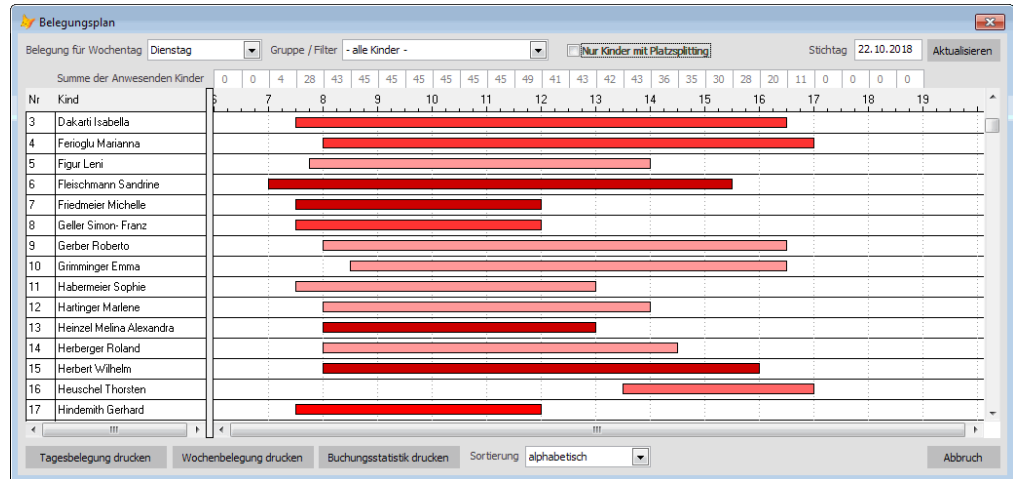 Belegungsplan
Belegung für Wochentag Dienstag Gruppe / Filter - alle Kinder - Nur Kinder mit Platzsplitting Stichtag 22.10.2018 Aktualisieren
Summe der Anwesenden Kinder 0 0 4 28 43 45 45 45 45 45 49 41 43 42 43 36 35 30 28 20 11 0 0 0 0
Nr Kind 6 7 8 9 10 11 12 13 14 15 16 17 18 19
3 Dakarti Isabella
4 Ferioglu Marianna
5 Figur Leni
6 Fleischmann Sandrine
7 Friedmeier Michelle
8 Geller Simon- Franz
9 Gerber Roberto
10 Grimminger Emma
11 Habermeier Sophie
12 Hartinger Marlene
13 Heinzel Melina Alexandra
14 Herberger Roland
15 Herbert Wilhelm
16 Heuschel Thorsten
17 Hindemith Gerhard
Tagesbelegung drucken Wochenbelegung drucken Buchungsstatistik drucken Sortierung alphabetisch Abbruch